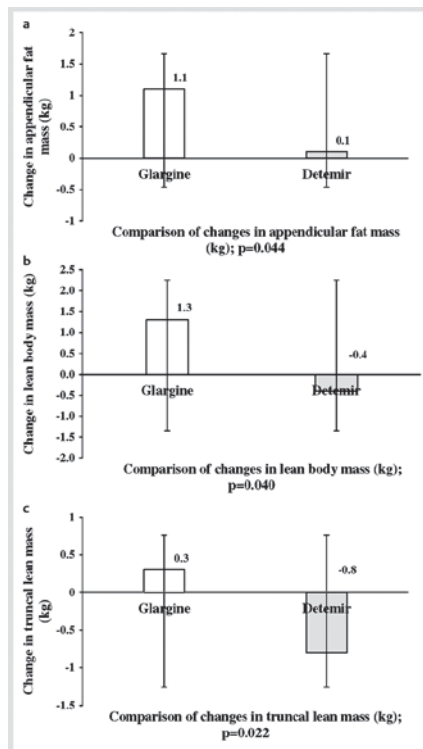 a
Change in appendicular fat
mass (kg)
2
1.5
1
0.5
0
-0.5
-1
1.1
0.1
Glargine
Detemir
Comparison of changes in appendicular fat mass
(kg); p=0.044
b
Change in lean body mass (kg)
2.5
2.0
1.5
1.0
0.5
0.0
-0.5
-1.0
-1.5
-2.0
1.3
-0.4
Glargine
Detemir
Comparison of changes in lean body mass (kg);
p=0.040
c
Change in truncal lean mass
(kg)
1
0.5
0
-0.5
-1
-1.5
0.3
-0.8
Glargine
Detemir
Comparison of changes in truncal lean mass (kg);
p=0.022